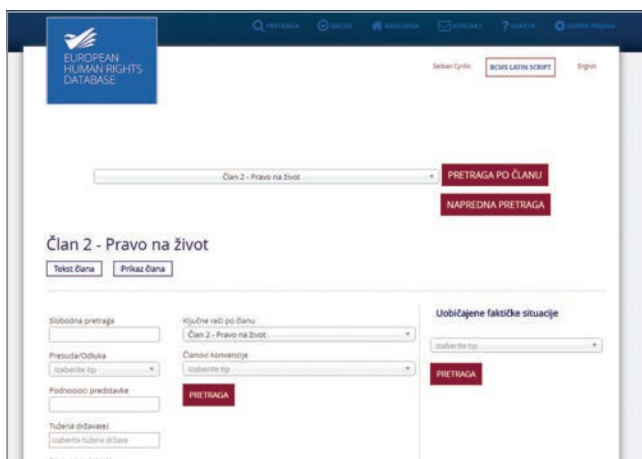 PRETRAGA NAZAD NASLOVNA KONTAKT ANKETA ADMIN PRIJAVA
EUROPEAN
HUMAN RIGHTS
DATABASE
Serbian Cyrilic BCMS LATIN SCRIPT English
Član 2 - Pravo na život PRETRAGA PO ČLANU
NAPREDNA PRETRAGA
Član 2 - Pravo na život
Tekst člana Prikaz člana
Slobodna pretraga
Ključne reči po članu
Član 2 - Pravo na život
Presuda/Odluka
Izaberite tip
Članovi konvencije
Izaberite tip
Podnosioci predstavke
PRETRAGA
Tužena država(e)
Izaberite tužene države
Uobičajene faktičke situacije
Izaberite tip
PRETRAGA